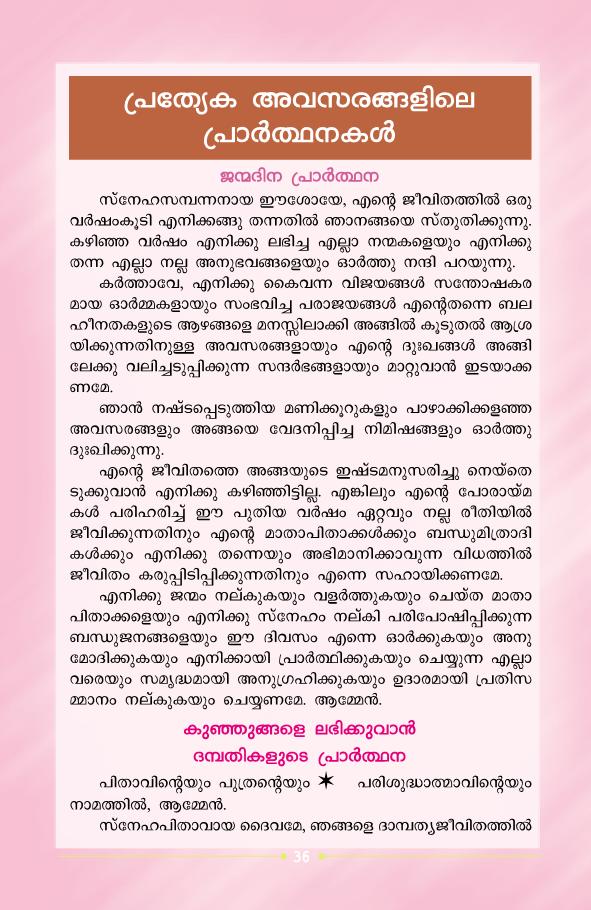 പ്രത്യേക അവസരങ്ങളിലെ
പ്രാർത്ഥനകൾ
ജന്മദിന പ്രാർത്ഥന
സ്നേഹസമ്പന്നനായ ഈശോയേ, എന്റെ ജീവിതത്തിൽ ഒരു
വർഷംകൂടി എനിക്കങ്ങു തന്നതിൽ ഞാനങ്ങയെ സ്തുതിക്കുന്നു.
കഴിഞ്ഞ വർഷം എനിക്കു ലഭിച്ച എല്ലാ നന്മകളെയും എനിക്കു
തന്ന എല്ലാ നല്ല അനുഭവങ്ങളെയും ഓർത്തു നന്ദി പറയുന്നു.
കർത്താവേ, എനിക്കു കൈവന്ന വിജയങ്ങൾ സന്തോഷകര
മായ ഓർമ്മകളായും സംഭവിച്ച പരാജയങ്ങൾ എന്റെതന്നെ ബല
ഹീനതകളുടെ ആഴങ്ങളെ മനസ്സിലാക്കി അങ്ങിൽ കൂടുതൽ ആശ്ര
യിക്കുന്നതിനുള്ള അവസരങ്ങളായും എന്റെ ദുഃഖങ്ങൾ അങ്ങി
ലേക്കു വലിച്ചടുപ്പിക്കുന്ന സന്ദർഭങ്ങളായും മാറ്റുവാൻ ഇടയാക്ക
ണമേ.
ഞാൻ നഷ്ടപ്പെടുത്തിയ മണിക്കൂറുകളും പാഴാക്കിക്കളഞ്ഞ
അവസരങ്ങളും അങ്ങയെ വേദനിപ്പിച്ച നിമിഷങ്ങളും ഓർത്തു
ദുഃഖിക്കുന്നു.
എന്റെ ജീവിതത്തെ അങ്ങയുടെ ഇഷ്ടമനുസരിച്ചു നെയ്തെ
ടുക്കുവാൻ എനിക്കു കഴിഞ്ഞിട്ടില്ല. എങ്കിലും എന്റെ പോരായ്മ
കൾ പരിഹരിച്ച് ഈ പുതിയ വർഷം ഏറ്റവും നല്ല രീതിയിൽ
ജീവിക്കുന്നതിനും എന്റെ മാതാപിതാക്കൾക്കും ബന്ധുമിത്രാദി
കൾക്കും എനിക്കു തന്നെയും അഭിമാനിക്കാവുന്ന വിധത്തിൽ
ജീവിതം കരുപ്പിടിപ്പിക്കുന്നതിനും എന്നെ സഹായിക്കണമേ.
എനിക്കു ജന്മം നല്കുകയും വളർത്തുകയും ചെയ്ത മാതാ
പിതാക്കളെയും എനിക്കു സ്നേഹം നല്കി പരിപോഷിപ്പിക്കുന്ന
ബന്ധുജനങ്ങളെയും ഈ ദിവസം എന്നെ ഓർക്കുകയും അനു
മോദിക്കുകയും എനിക്കായി പ്രാർത്ഥിക്കുകയും ചെയ്യുന്ന എല്ലാ
വരെയും സമൃദ്ധമായി അനുഗ്രഹിക്കുകയും ഉദാരമായി പ്രതിസ
മ്മാനം നല്കുകയും ചെയ്യണമേ. ആമ്മേൻ.
കുഞ്ഞുങ്ങളെ ലഭിക്കുവാൻ
ദമ്പതികളുടെ പ്രാർത്ഥന
പിതാവിന്റെയും പുത്രന്റെയും ✶ പരിശുദ്ധാത്മാവിന്റെയും
നാമത്തിൽ, ആമ്മേൻ.
സ്നേഹപിതാവായ ദൈവമേ, ഞങ്ങളെ ദാമ്പത്യജീവിതത്തിൽ
36